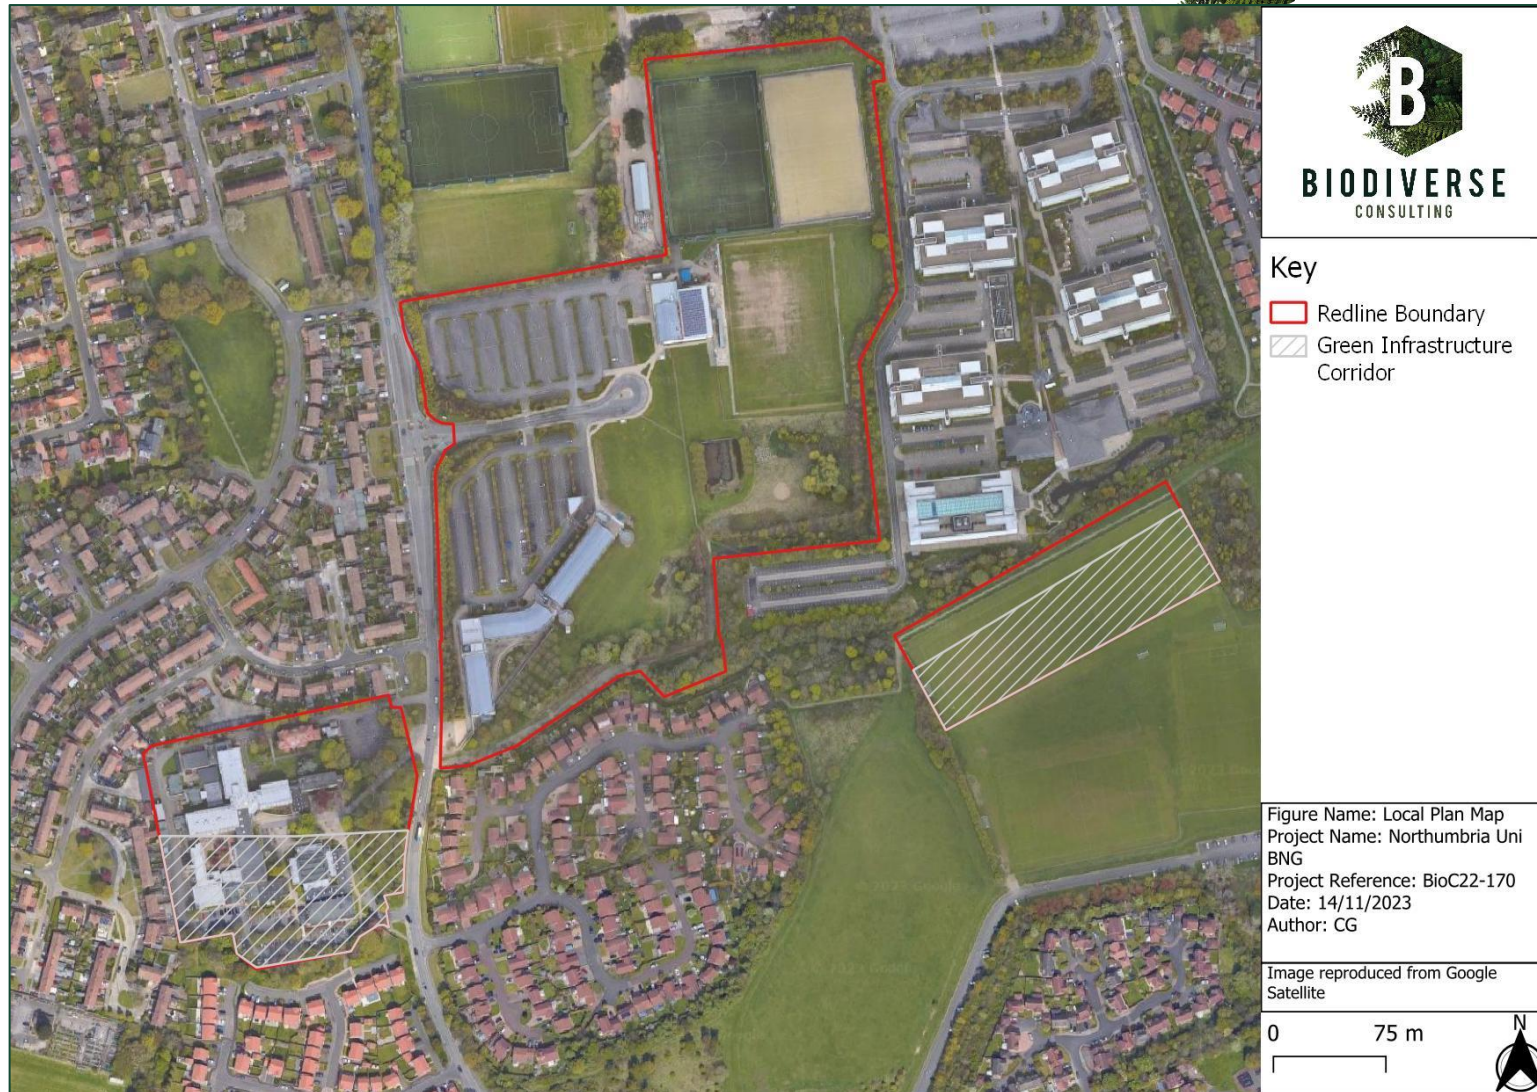 B
BIODIVERSE
CONSULTING
Key
Redline Boundary
Green Infrastructure
Corridor
Figure Name: Local Plan Map
Project Name: Northumbria Uni
BNG
Project Reference: BioC22-170
Date: 14/11/2023
Author: CG
Image reproduced from Google
Satellite
0 75 m
N